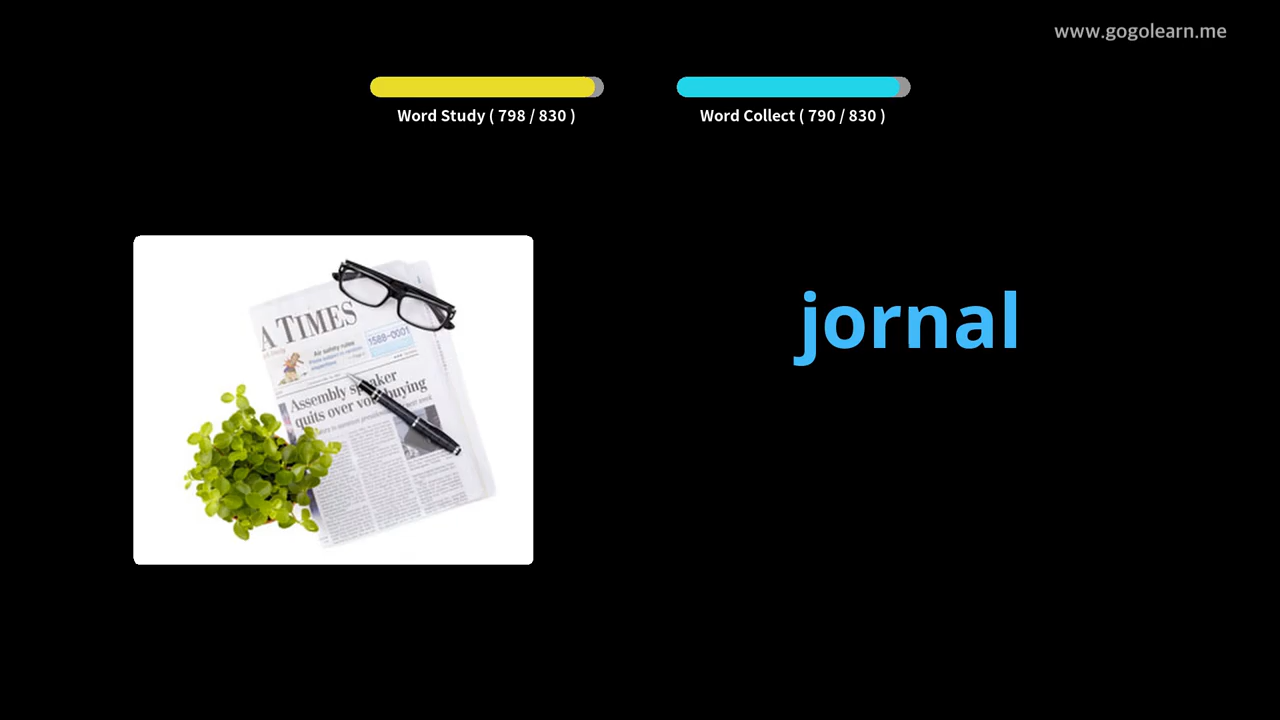 www.gogolearn.me
Word Study ( 798 / 830 )
Word Collect ( 790 / 830 )
jornal
A TIMES
1588-0001
Air safety rules
Assembly speaker
quits over vote buying